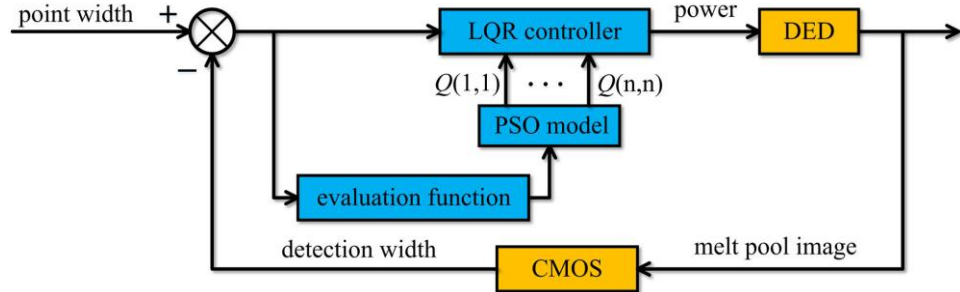 point width
+
−
LQR controller
power
DED
Q(1,1)
· · ·
Q(n,n)
PSO model
evaluation function
detection width
CMOS
melt pool image